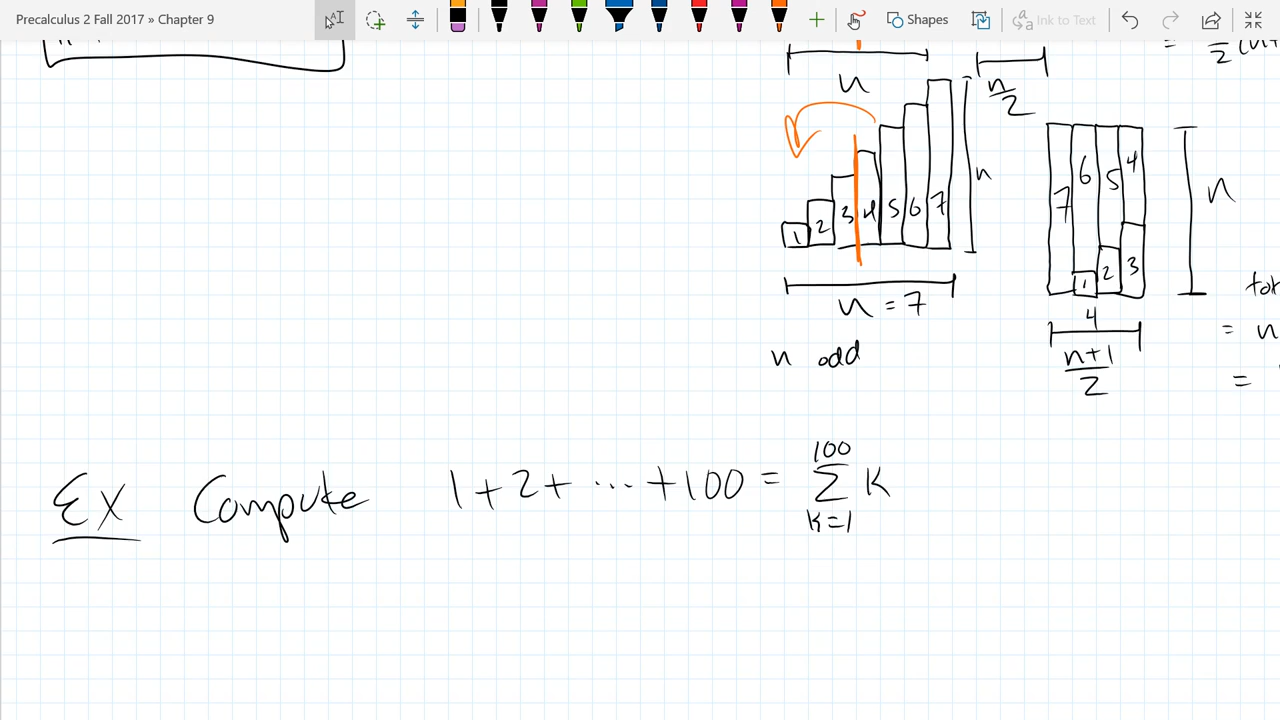 Precalculus 2 Fall 2017 » Chapter 9
Shapes
Ink to Text
n
n/2
n
1 2 3 4 5 6 7
n = 7
n odd
7 6 5 4
1 2 3
n
4
(n+1)/2
= n
=
Ex Compute 1+2+ ... +100 = ∑_{k=1}^{100} k